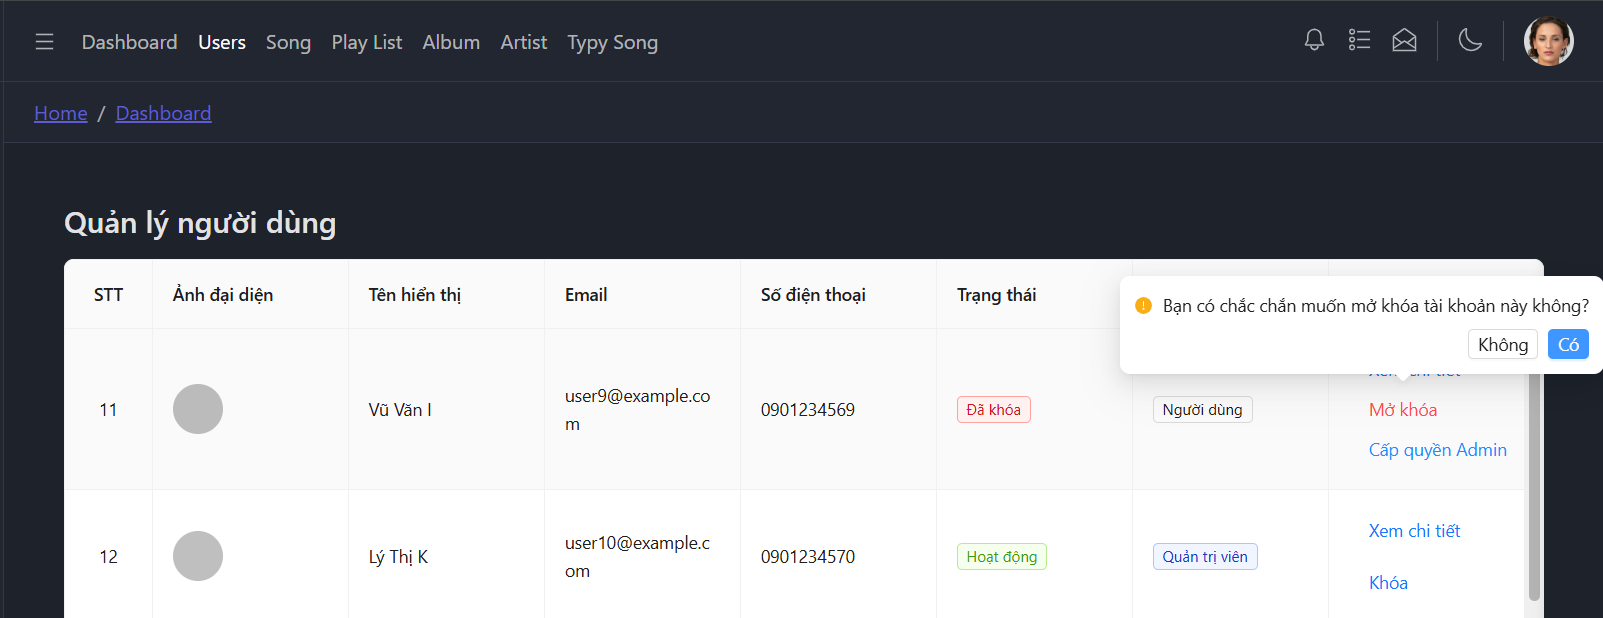 Dashboard Users Song Play List Album Artist Typy Song
Home / Dashboard
Quản lý người dùng
STT Ảnh đại diện Tên hiển thị Email Số điện thoại Trạng thái
Bạn có chắc chắn muốn mở khóa tài khoản này không?
Không Có
11 Vũ Văn I user9@example.co
m 0901234569 Đã khóa Người dùng
Mở khóa
Cấp quyền Admin
12 Lý Thị K user10@example.c
om 0901234570 Hoạt động Quản trị viên
Xem chi tiết
Khóa